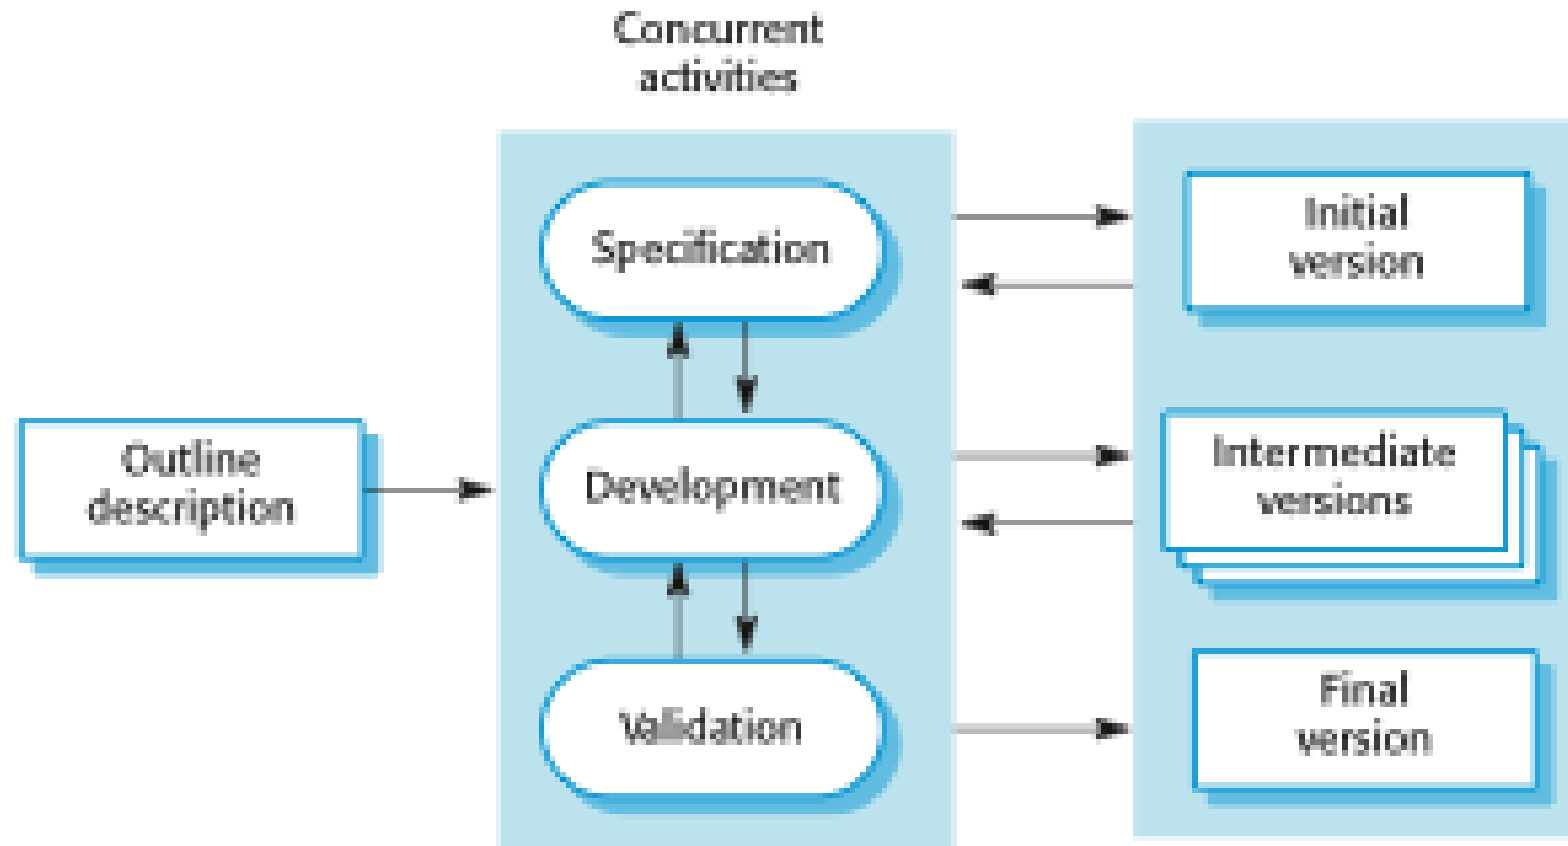 Concurrent
activities
Specification
Initial
version
Outline
description
Development
Intermediate
versions
Validation
Final
version